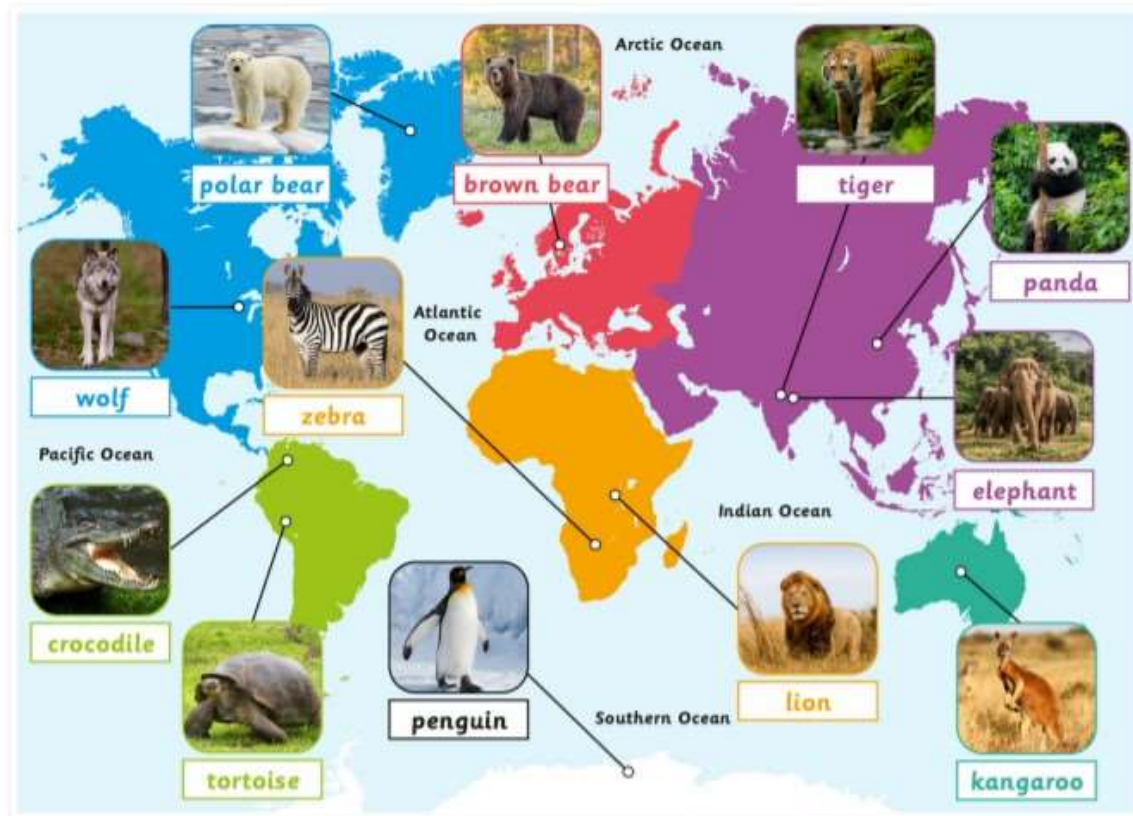 Arctic Ocean
polar bear
brown bear
tiger
panda
Atlantic
Ocean
wolf
zebra
Pacific Ocean
elephant
Indian Ocean
crocodile
lion
penguin
Southern Ocean
tortoise
kangaroo